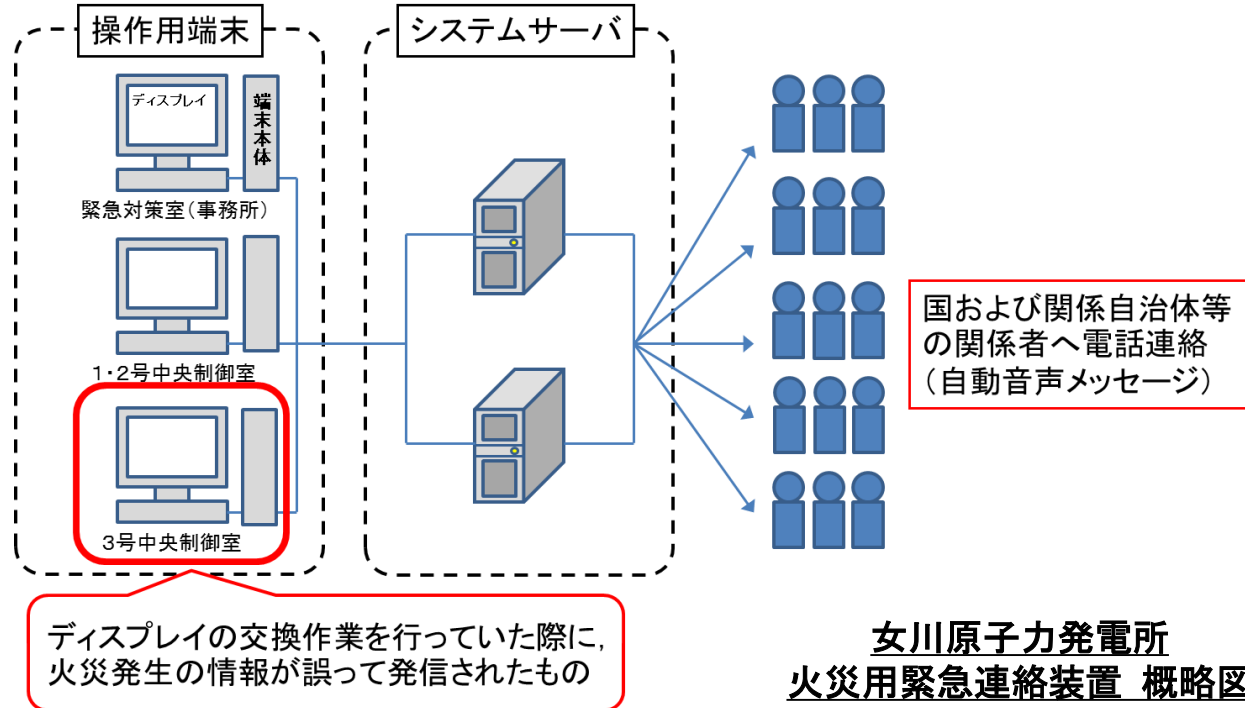 操作用端末
システムサーバ
ディスプレイ
端末本体
緊急対策室(事務所)
1・2号中央制御室
3号中央制御室
国および関係自治体等
の関係者へ電話連絡
(自動音声メッセージ)
ディスプレイの交換作業を行っていた際に,
火災発生の情報が誤って発信されたもの
女川原子力発電所
火災用緊急連絡装置 概略図